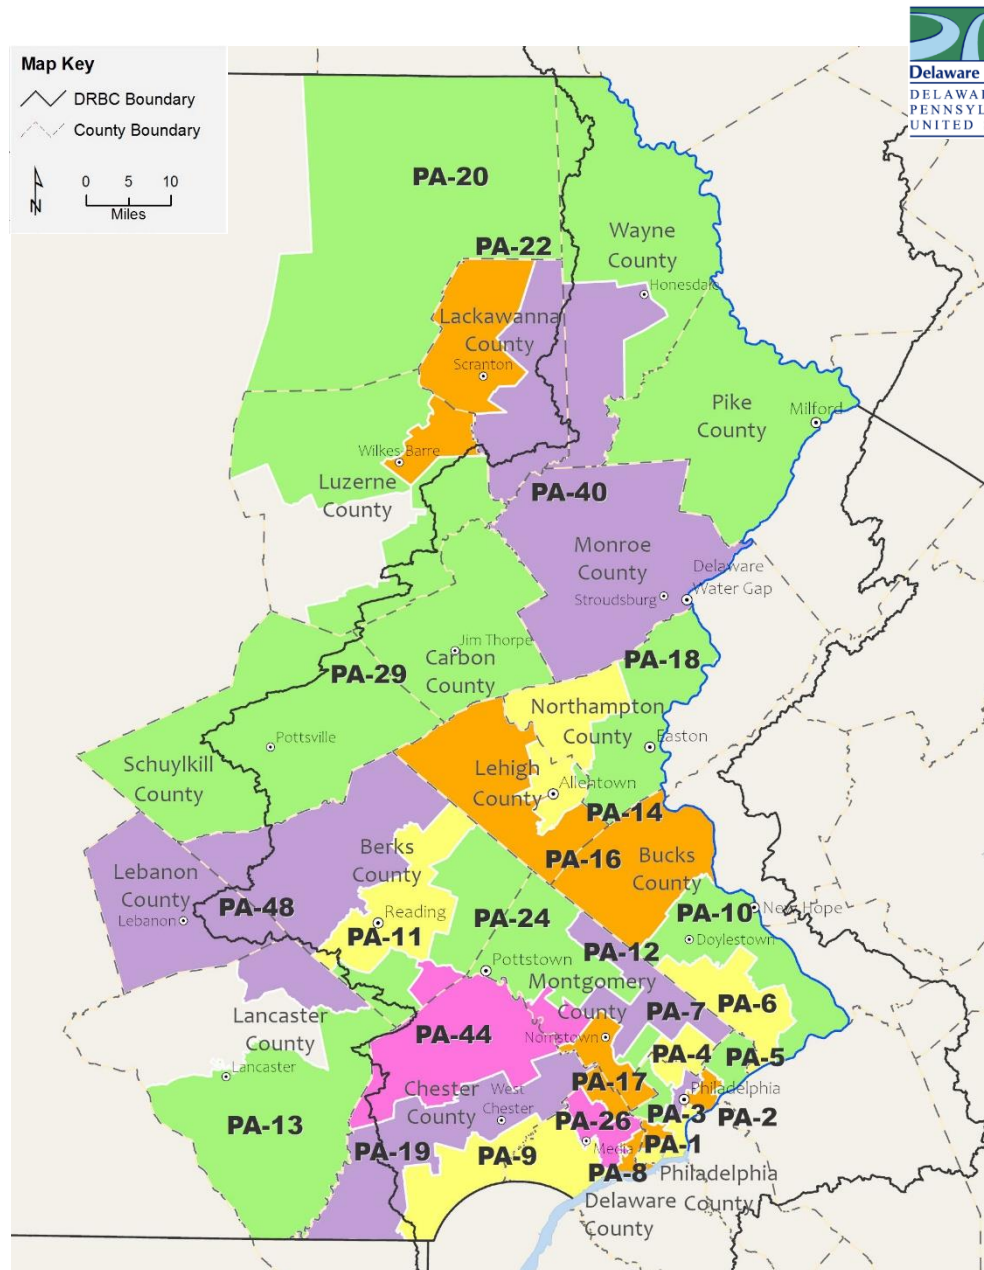 Map Key
DRBC Boundary
County Boundary
N
0 5 10
Miles
Delaware
DELAWA
PENNSYL
UNITED
PA-20
Wayne
County
PA-22
Honesdale
Lackawanna
County
Scranton
Pike
County
Milford
Wilkes-Barre
Luzerne
County
PA-40
Monroe
County
Delaware
Water Gap
Stroudsburg
Jim Thorpe
Carbon
County
PA-29
PA-18
Northampton
County
Easton
Pottsville
Schuylkill
County
Lehigh
County
Allentown
PA-14
PA-16
Bucks
County
Berks
County
Lebanon
County
Lebanon
PA-48
Reading
PA-11
PA-24
PA-10
New Hope
Doylestown
PA-12
Pottstown
Montgomery
County
PA-6
PA-7
Lancaster
County
Lancaster
PA-44
Norristown
PA-4
PA-5
Chester
County
West
Chester
PA-17
Philadelphia
PA-3
PA-2
PA-13
PA-26
PA-1
PA-19
PA-9
Media
PA-8
Philadelphia
County
Delaware
County